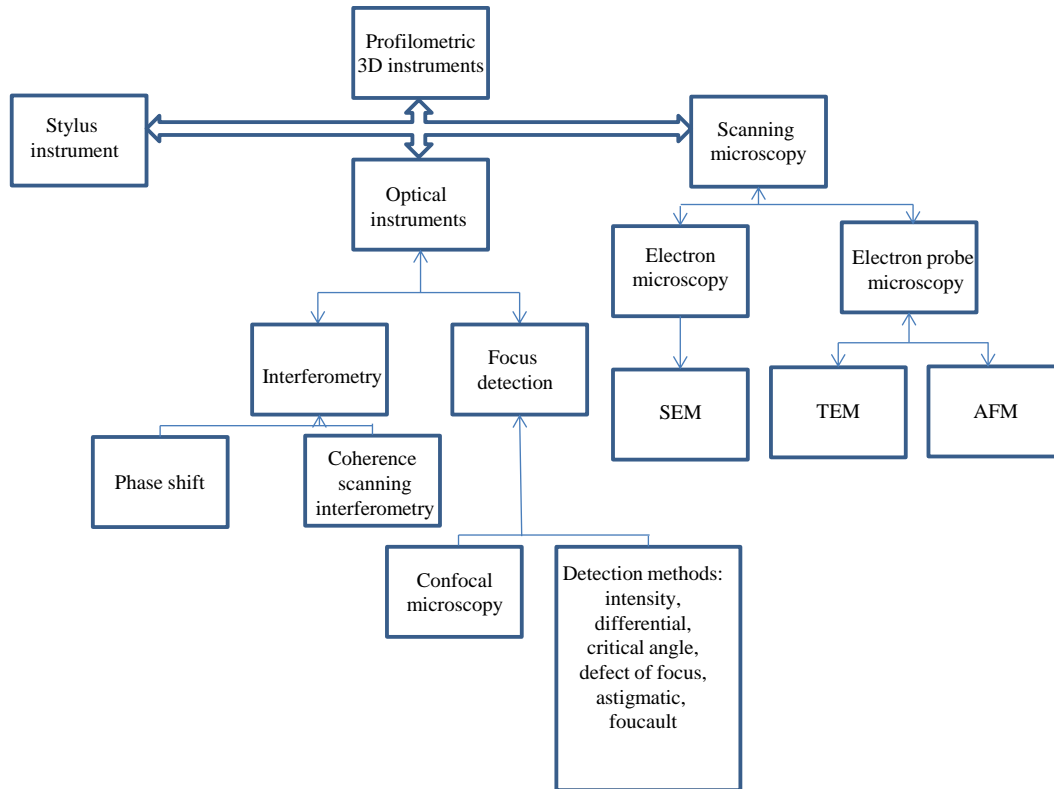 Profilometric
3D instruments
Stylus
instrument
Scanning
microscopy
Optical
instruments
Electron
microscopy
Electron probe
microscopy
Interferometry
Focus
detection
SEM
TEM
AFM
Phase shift
Coherence
scanning
interferometry
Confocal
microscopy
Detection methods:
intensity,
differential,
critical angle,
defect of focus,
astigmatic,
foucault